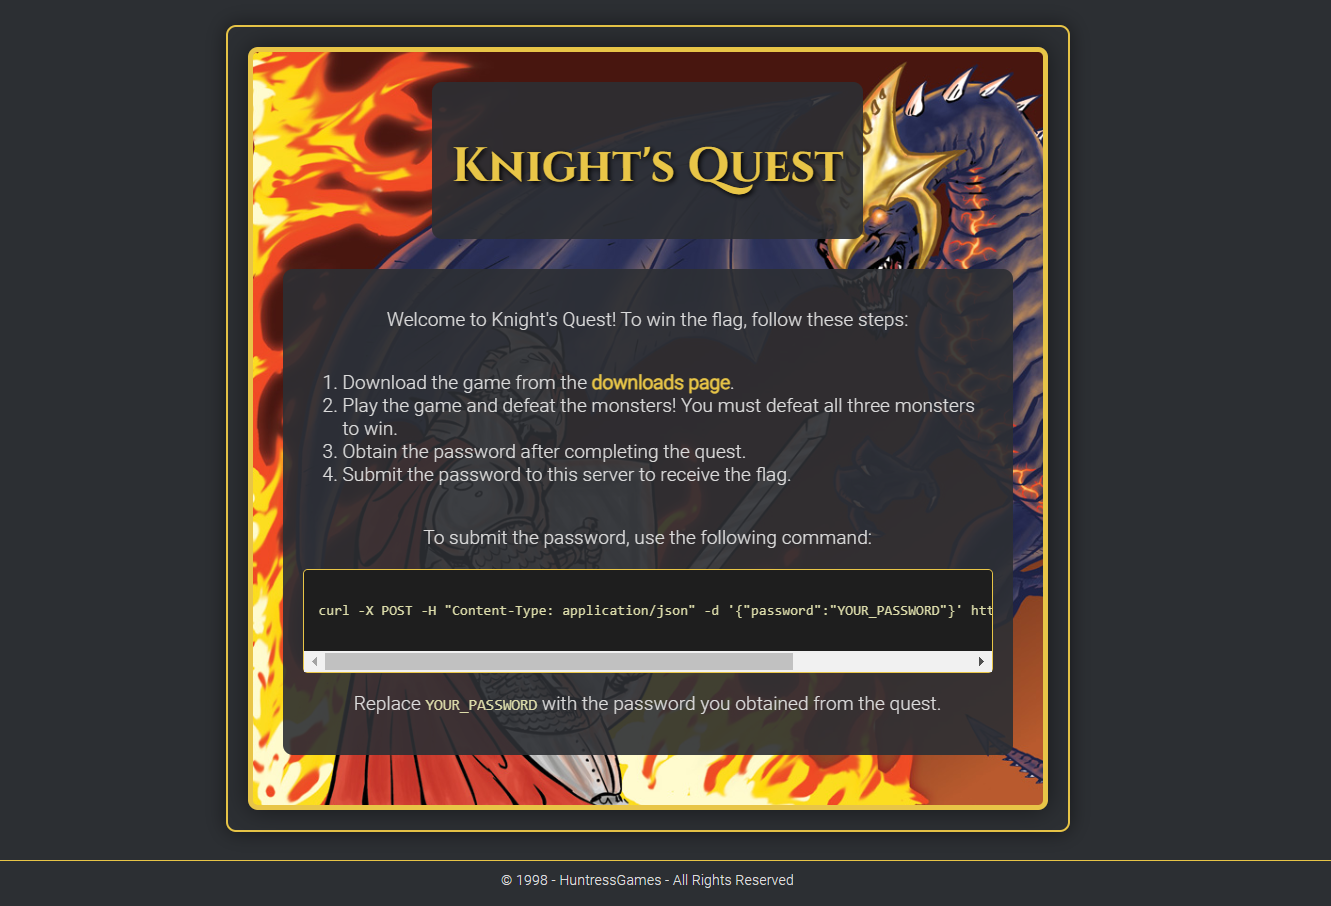 Knight's Quest
Welcome to Knight's Quest! To win the flag, follow these steps:
1. Download the game from the downloads page.
2. Play the game and defeat the monsters! You must defeat all three monsters
to win.
3. Obtain the password after completing the quest.
4. Submit the password to this server to receive the flag.
To submit the password, use the following command:
curl -X POST -H "Content-Type: application/json" -d '{"password":"YOUR_PASSWORD"}' htt
Replace YOUR_PASSWORD with the password you obtained from the quest.
© 1998 - HuntressGames - All Rights Reserved